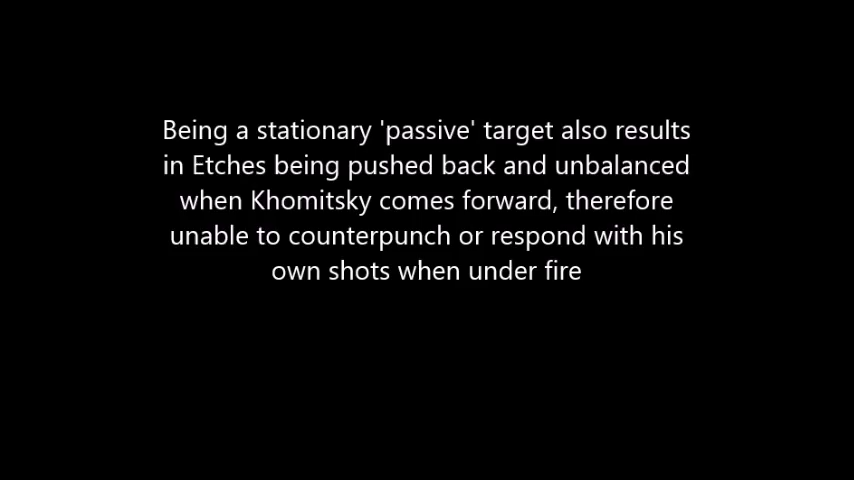 Being a stationary 'passive' target also results
in Etches being pushed back and unbalanced
when Khomitsky comes forward, therefore
unable to counterpunch or respond with his
own shots when under fire